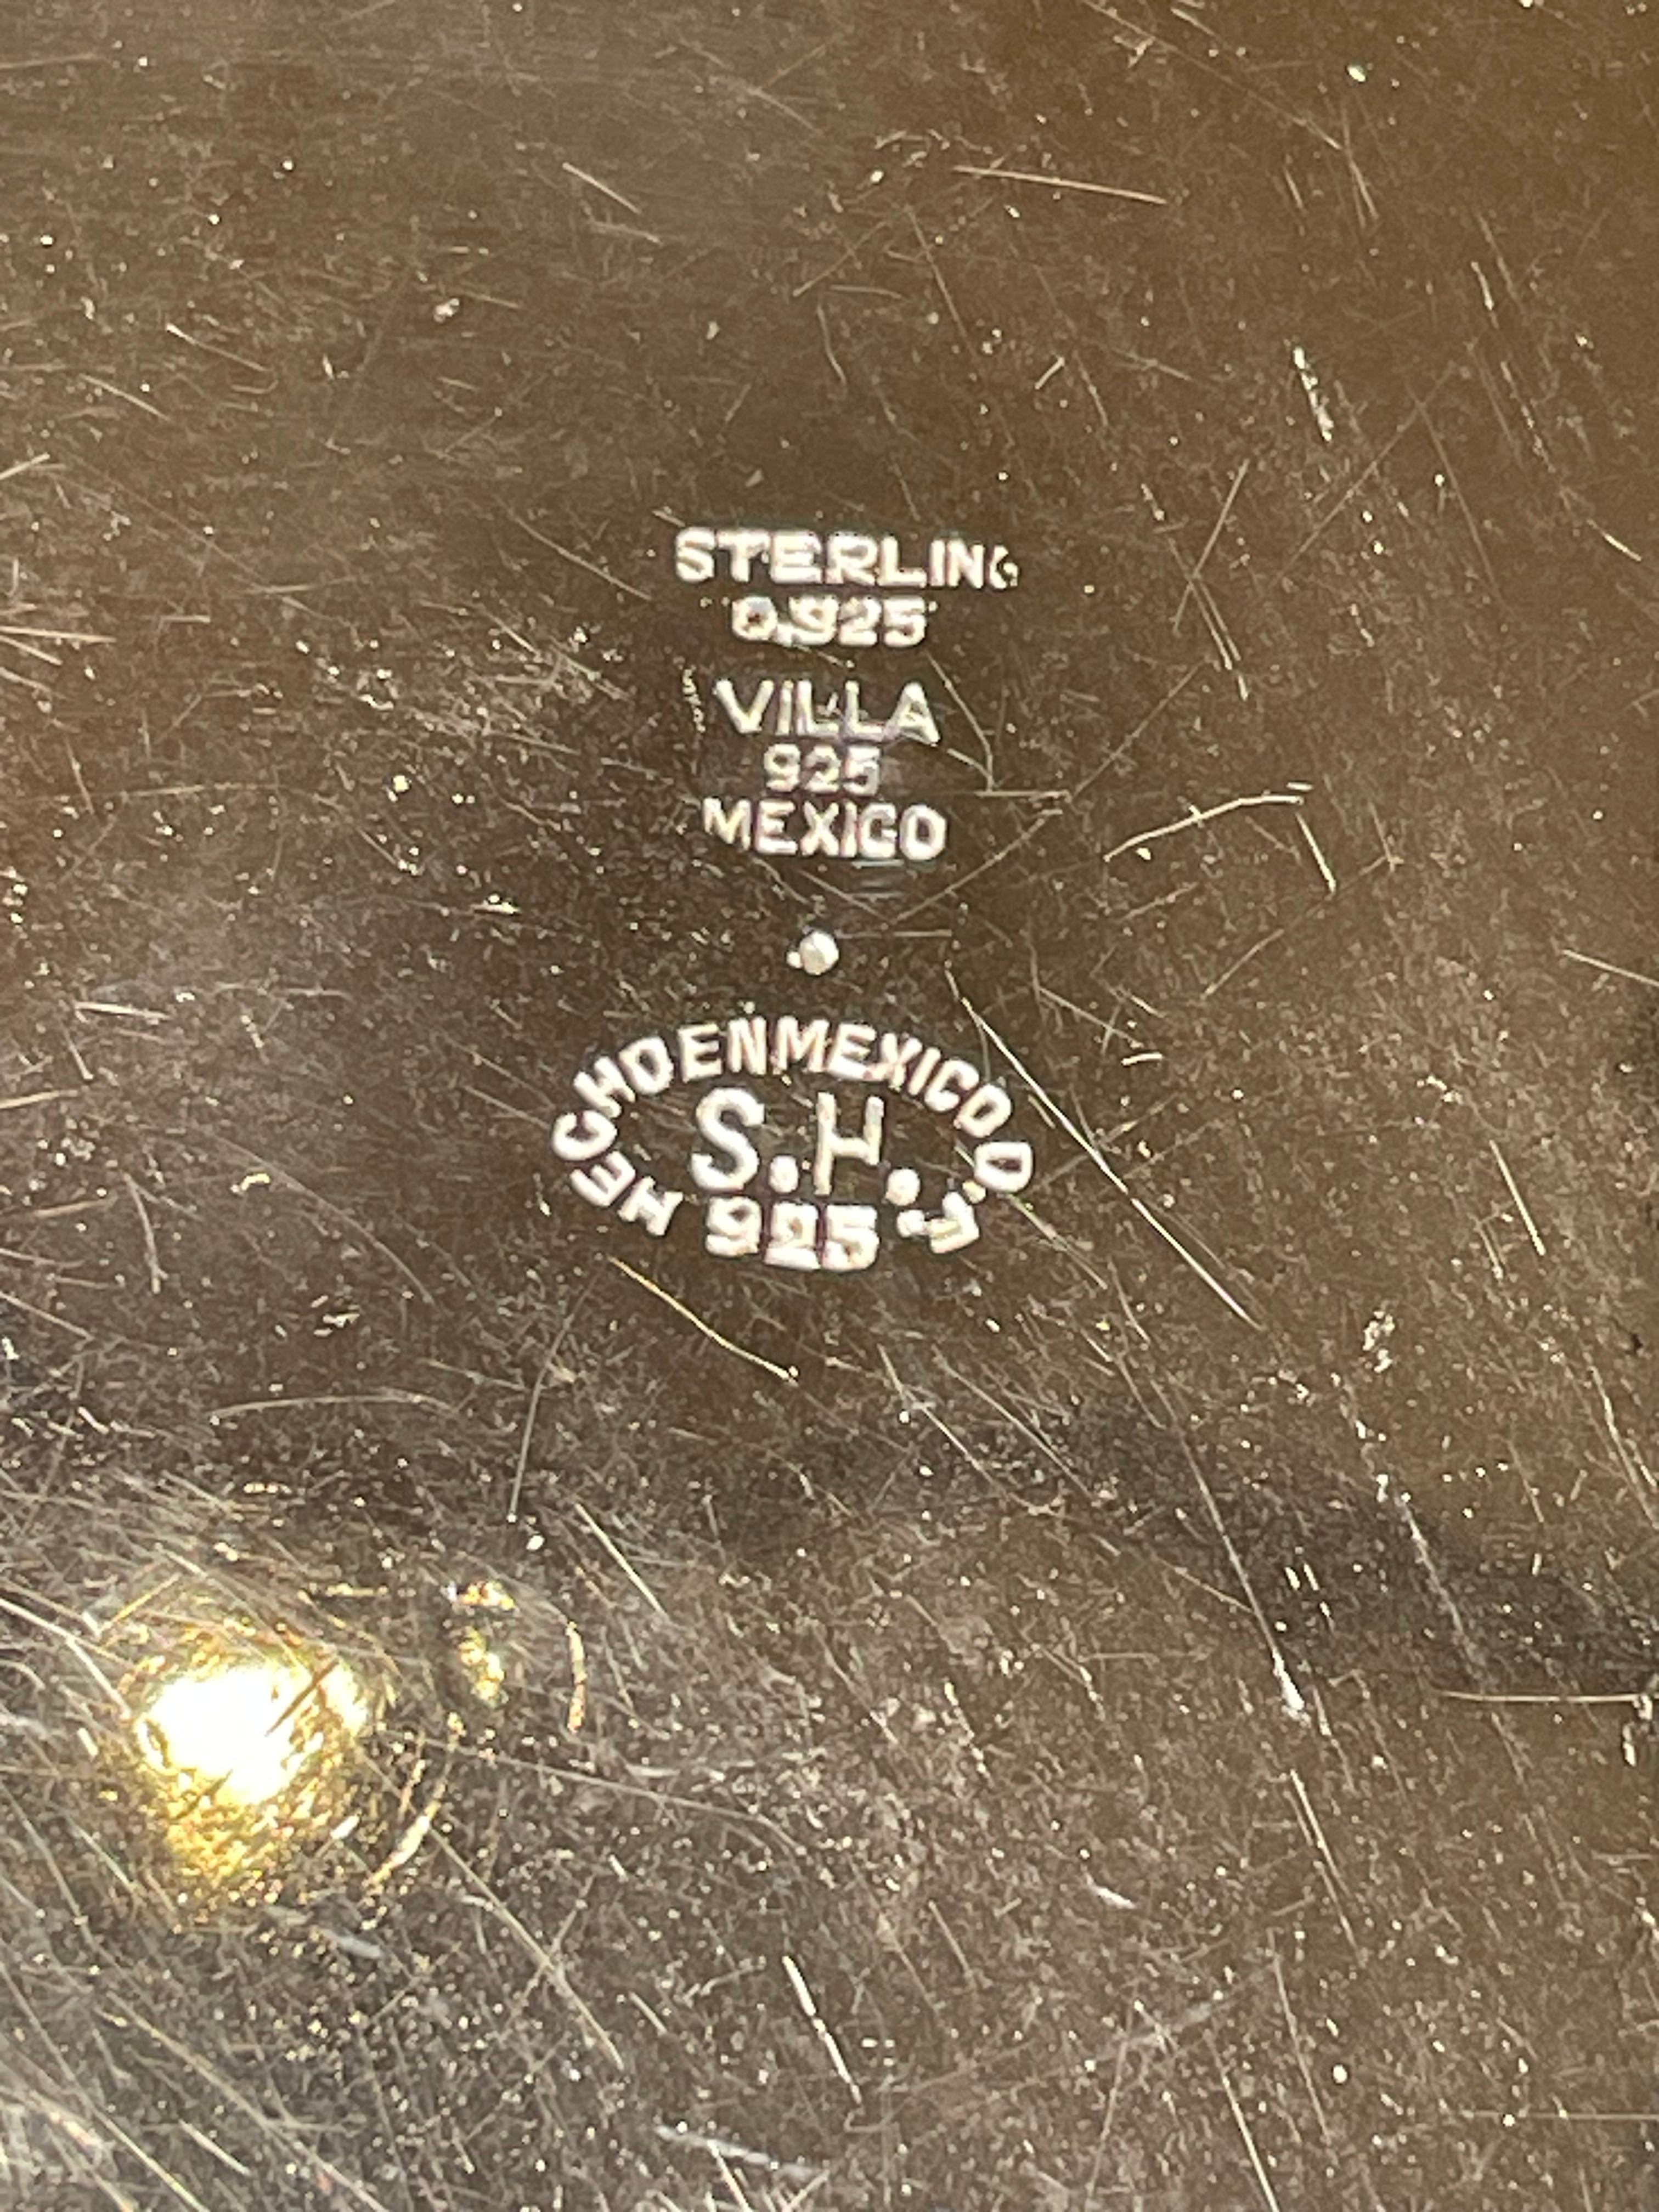 STERLING
0.925
VILLA
925
MEXICO
HECHO EN MEXICO D.F.
S.H.
925